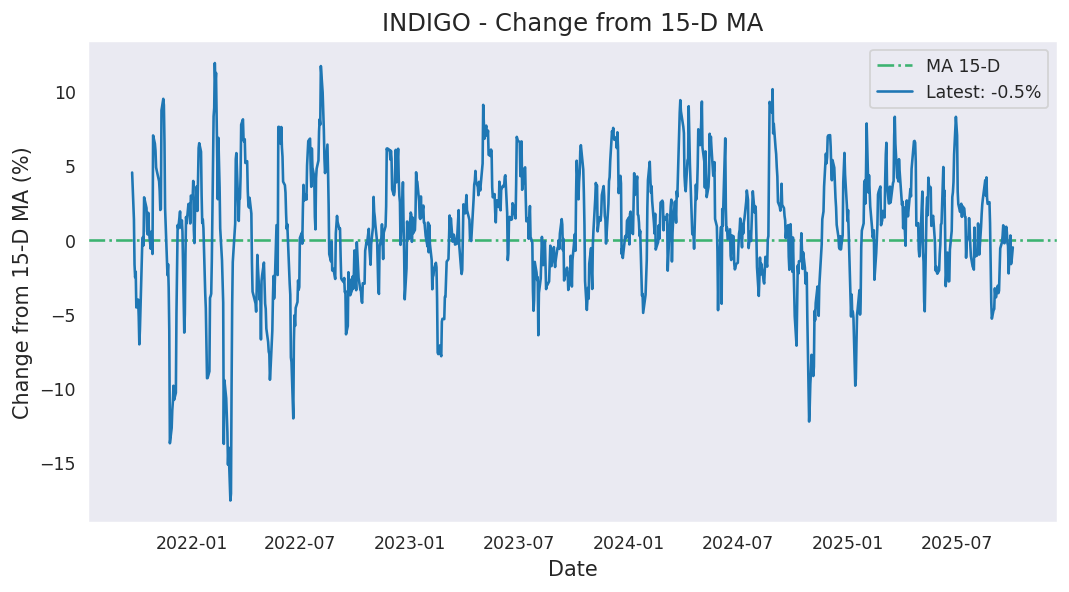 INDIGO - Change from 15-D MA
MA 15-D
Latest: -0.5%
Change from 15-D MA (%)
10
5
0
−5
−10
−15
2022-01 2022-07 2023-01 2023-07 2024-01 2024-07 2025-01 2025-07
Date